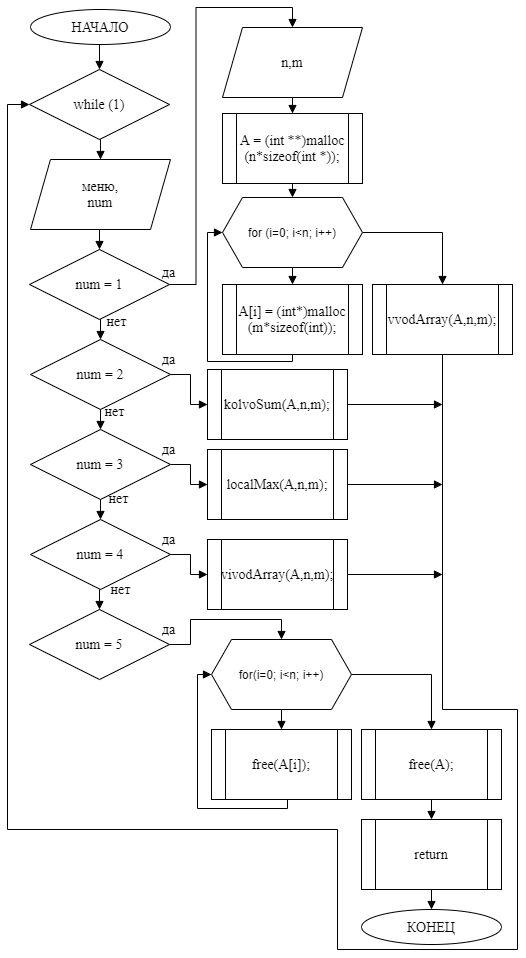 НАЧАЛО
while (1)
меню,
num
num = 1
да
нет
n,m
A = (int **)malloc
(n*sizeof(int *));
for (i=0; i<n; i++)
A[i] = (int*)malloc
(m*sizeof(int));
vvodArray(A,n,m);
num = 2
да
нет
kolvoSum(A,n,m);
num = 3
да
нет
localMax(A,n,m);
num = 4
да
нет
vivodArray(A,n,m);
num = 5
да
for(i=0; i<n; i++)
free(A[i]);
free(A);
return
КОНЕЦ